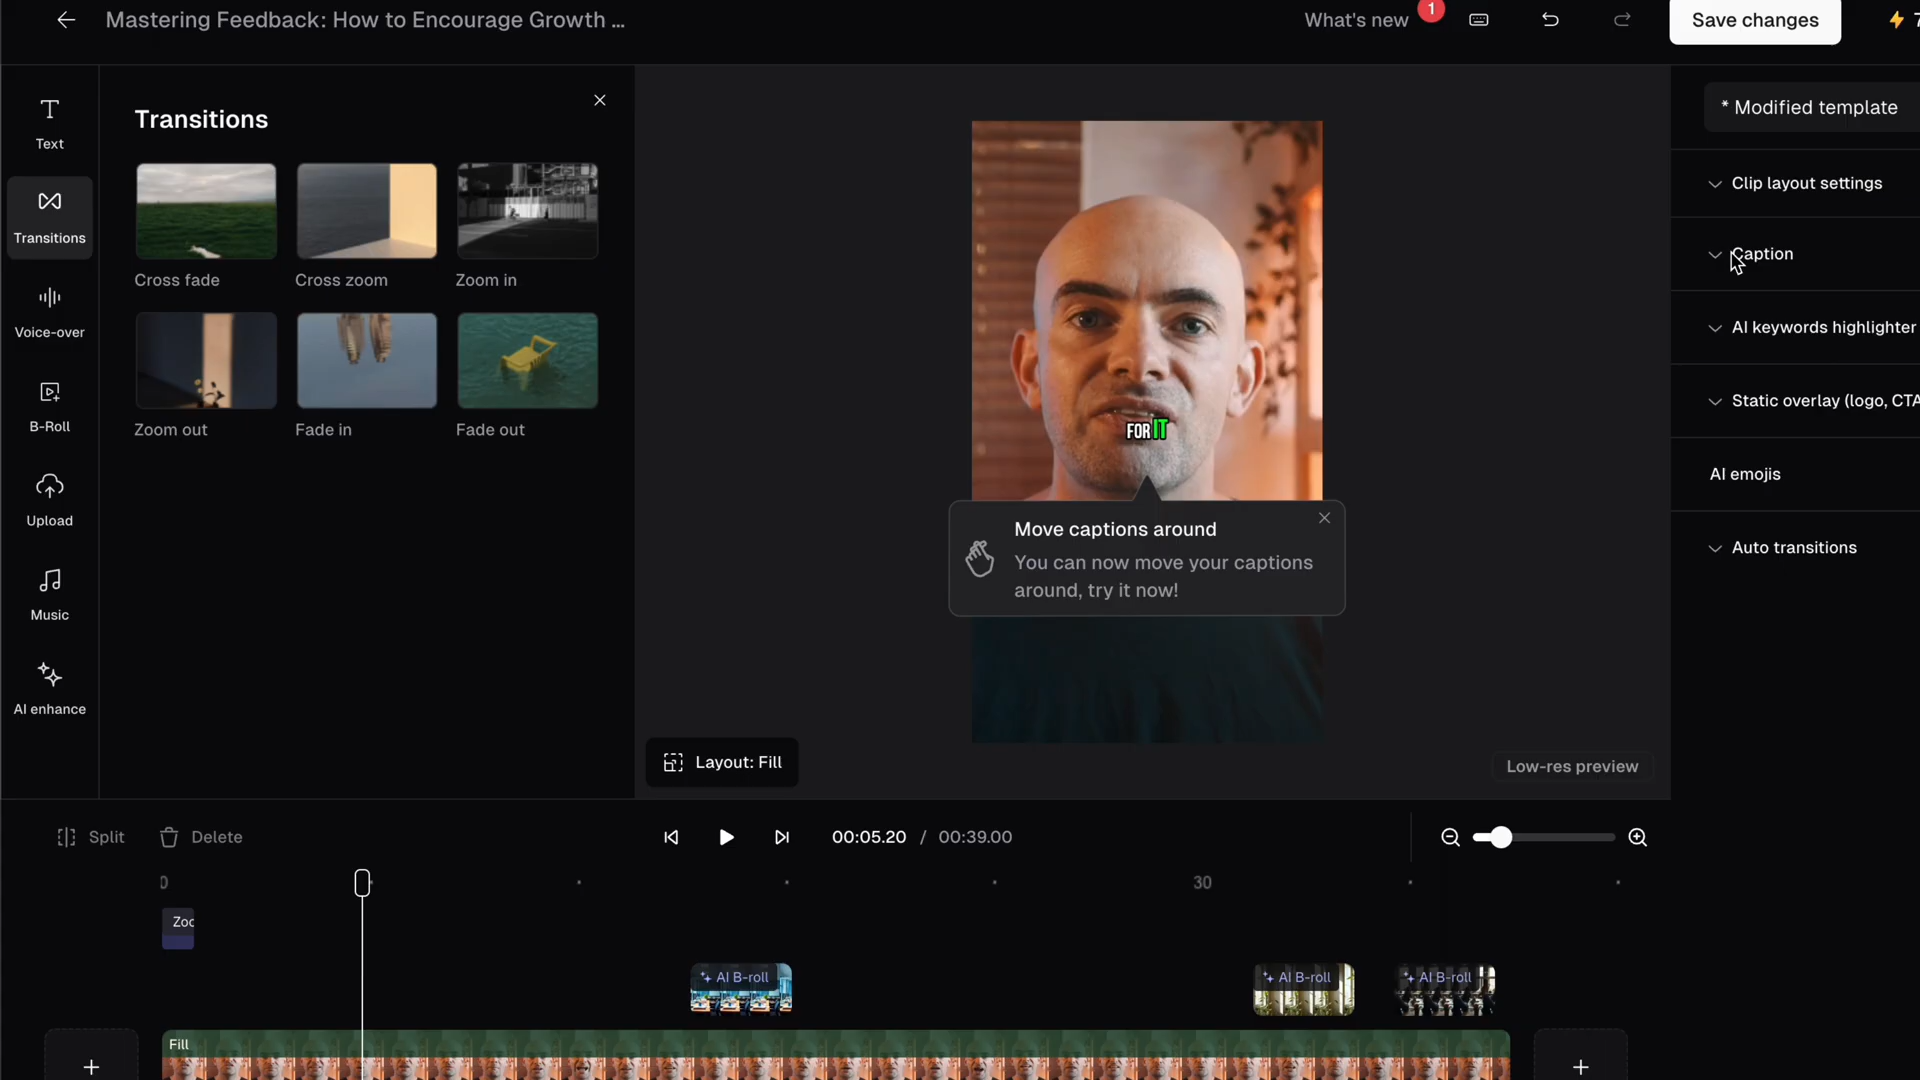 Mastering Feedback: How to Encourage Growth ...
What's new
1
Save changes
7
Text
Transitions
Voice-over
B-Roll
Upload
Music
AI enhance
Transitions
Cross fade
Cross zoom
Zoom in
Zoom out
Fade in
Fade out
FOR IT
Move captions around
You can now move your captions
around, try it now!
Layout: Fill
Low-res preview
* Modified template
Clip layout settings
Caption
AI keywords highlighter
Static overlay (logo, CTA
AI emojis
Auto transitions
Split
Delete
00:05.20 / 00:39.00
0
30
Zoo
AI B-roll
AI B-roll
AI B-roll
Fill